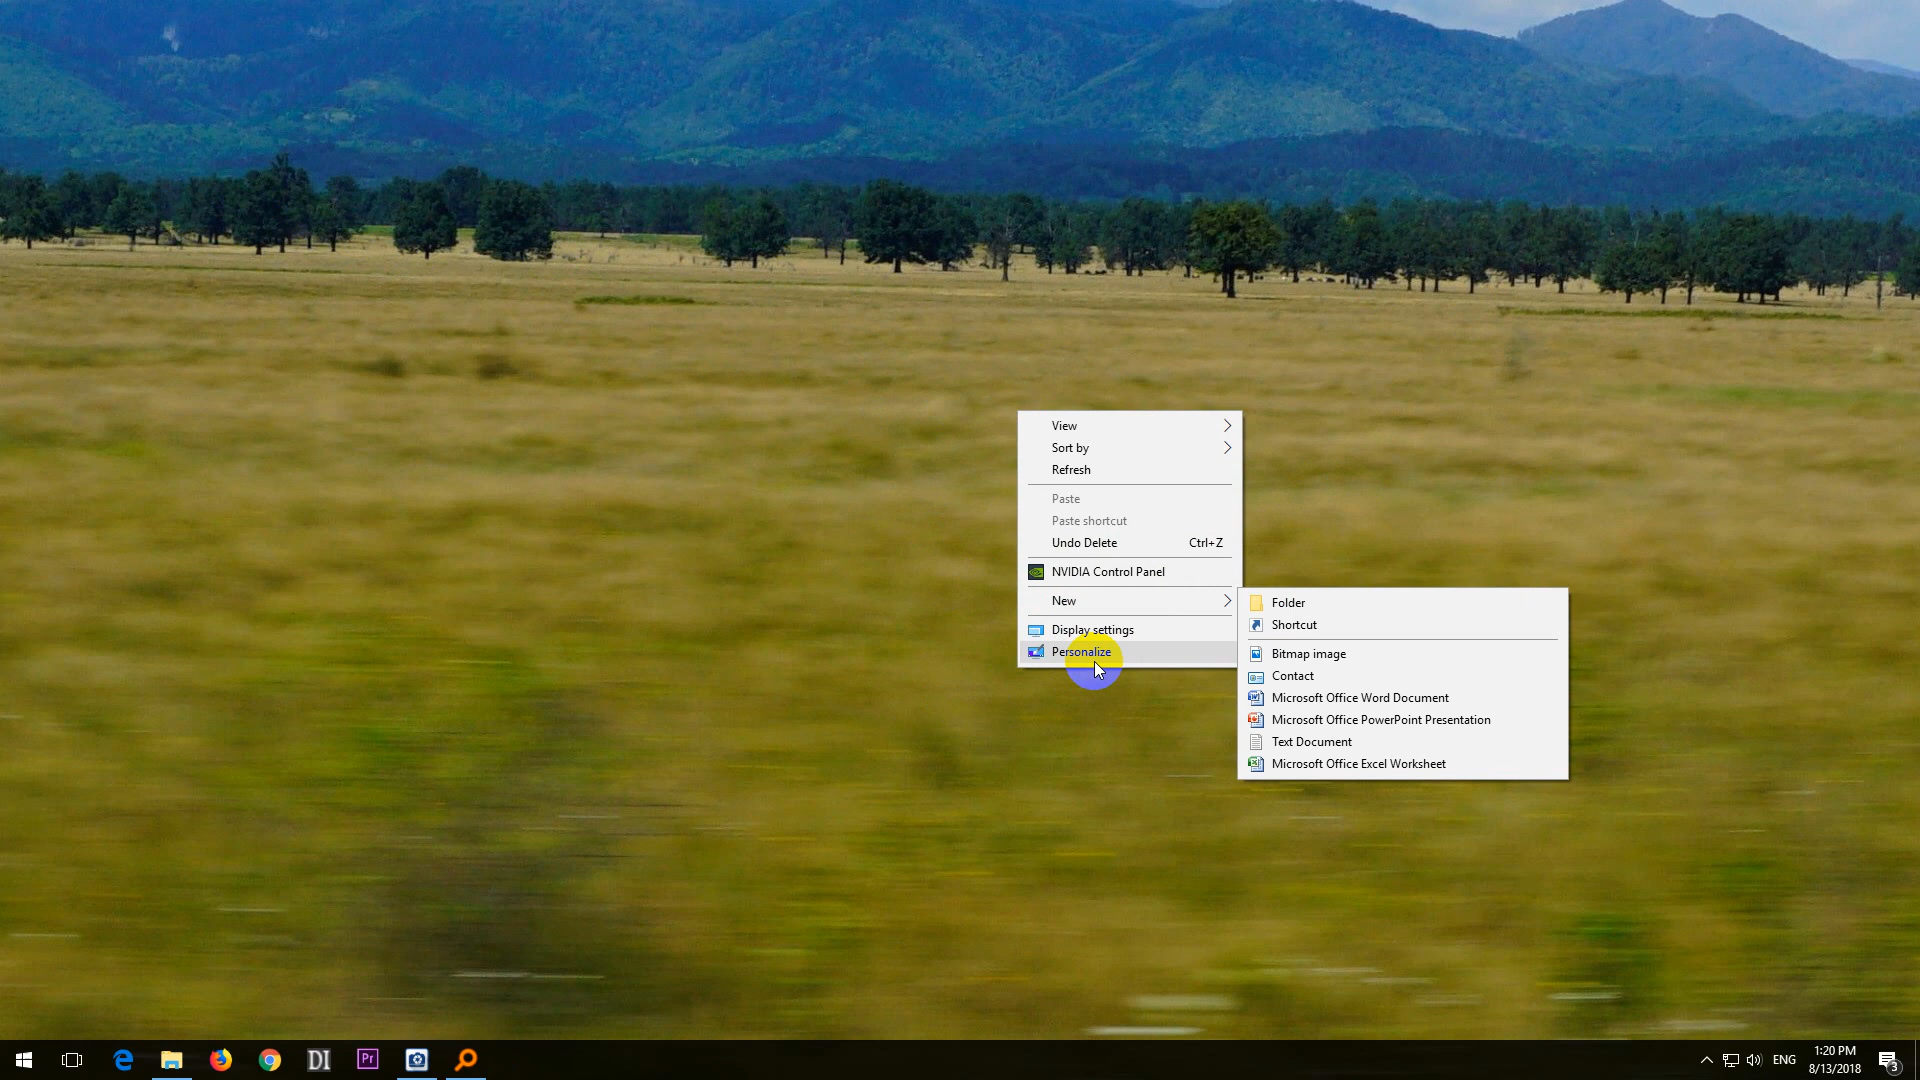 View
Sort by
Refresh
Paste
Paste shortcut
Undo Delete Ctrl+Z
NVIDIA Control Panel
New
Display settings
Personalize
Folder
Shortcut
Bitmap image
Contact
Microsoft Office Word Document
Microsoft Office PowerPoint Presentation
Text Document
Microsoft Office Excel Worksheet
DI
Pr
ENG
1:20 PM
8/13/2018
3